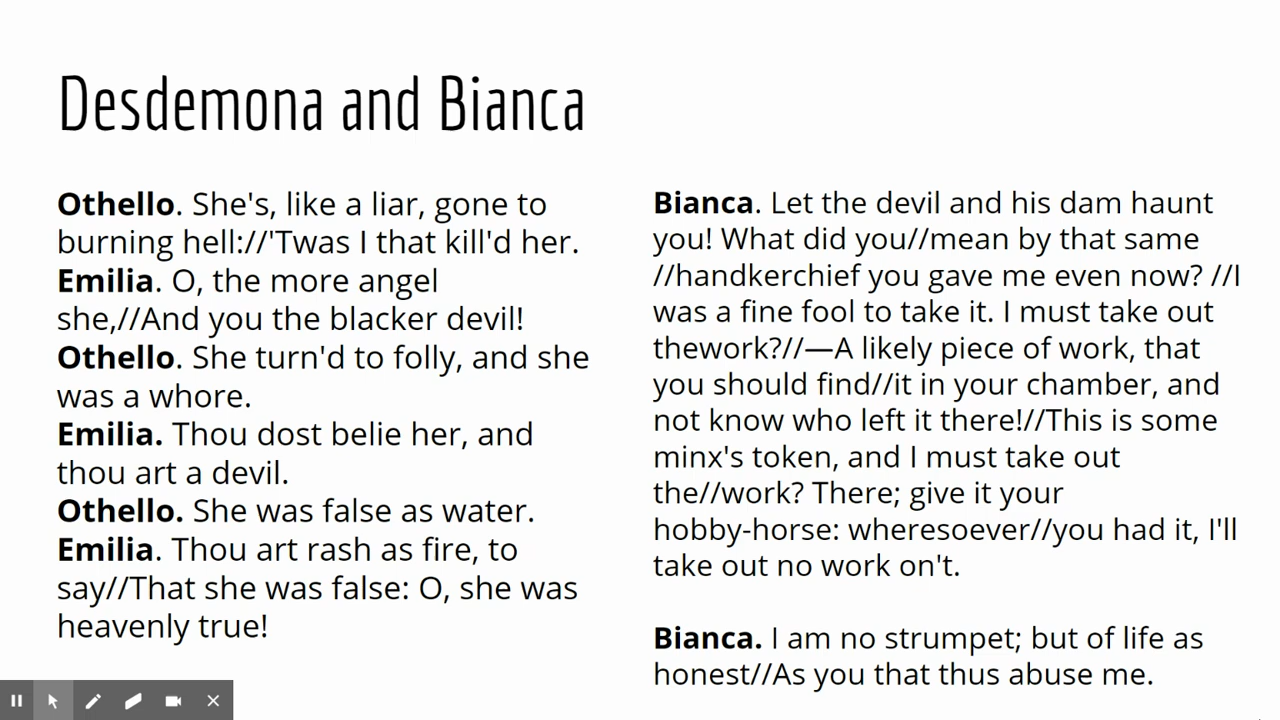 Desdemona and Bianca
Othello. She's, like a liar, gone to
burning hell://'Twas I that kill'd her.
Emilia. O, the more angel
she,//And you the blacker devil!
Othello. She turn'd to folly, and she
was a whore.
Emilia. Thou dost belie her, and
thou art a devil.
Othello. She was false as water.
Emilia. Thou art rash as fire, to
say//That she was false: O, she was
heavenly true!
Bianca. Let the devil and his dam haunt
you! What did you//mean by that same
//handkerchief you gave me even now? //I
was a fine fool to take it. I must take out
thework?//—A likely piece of work, that
you should find//it in your chamber, and
not know who left it there!//This is some
minx's token, and I must take out
the//work? There; give it your
hobby-horse: wheresoever//you had it, I'll
take out no work on't.
Bianca. I am no strumpet; but of life as
honest//As you that thus abuse me.